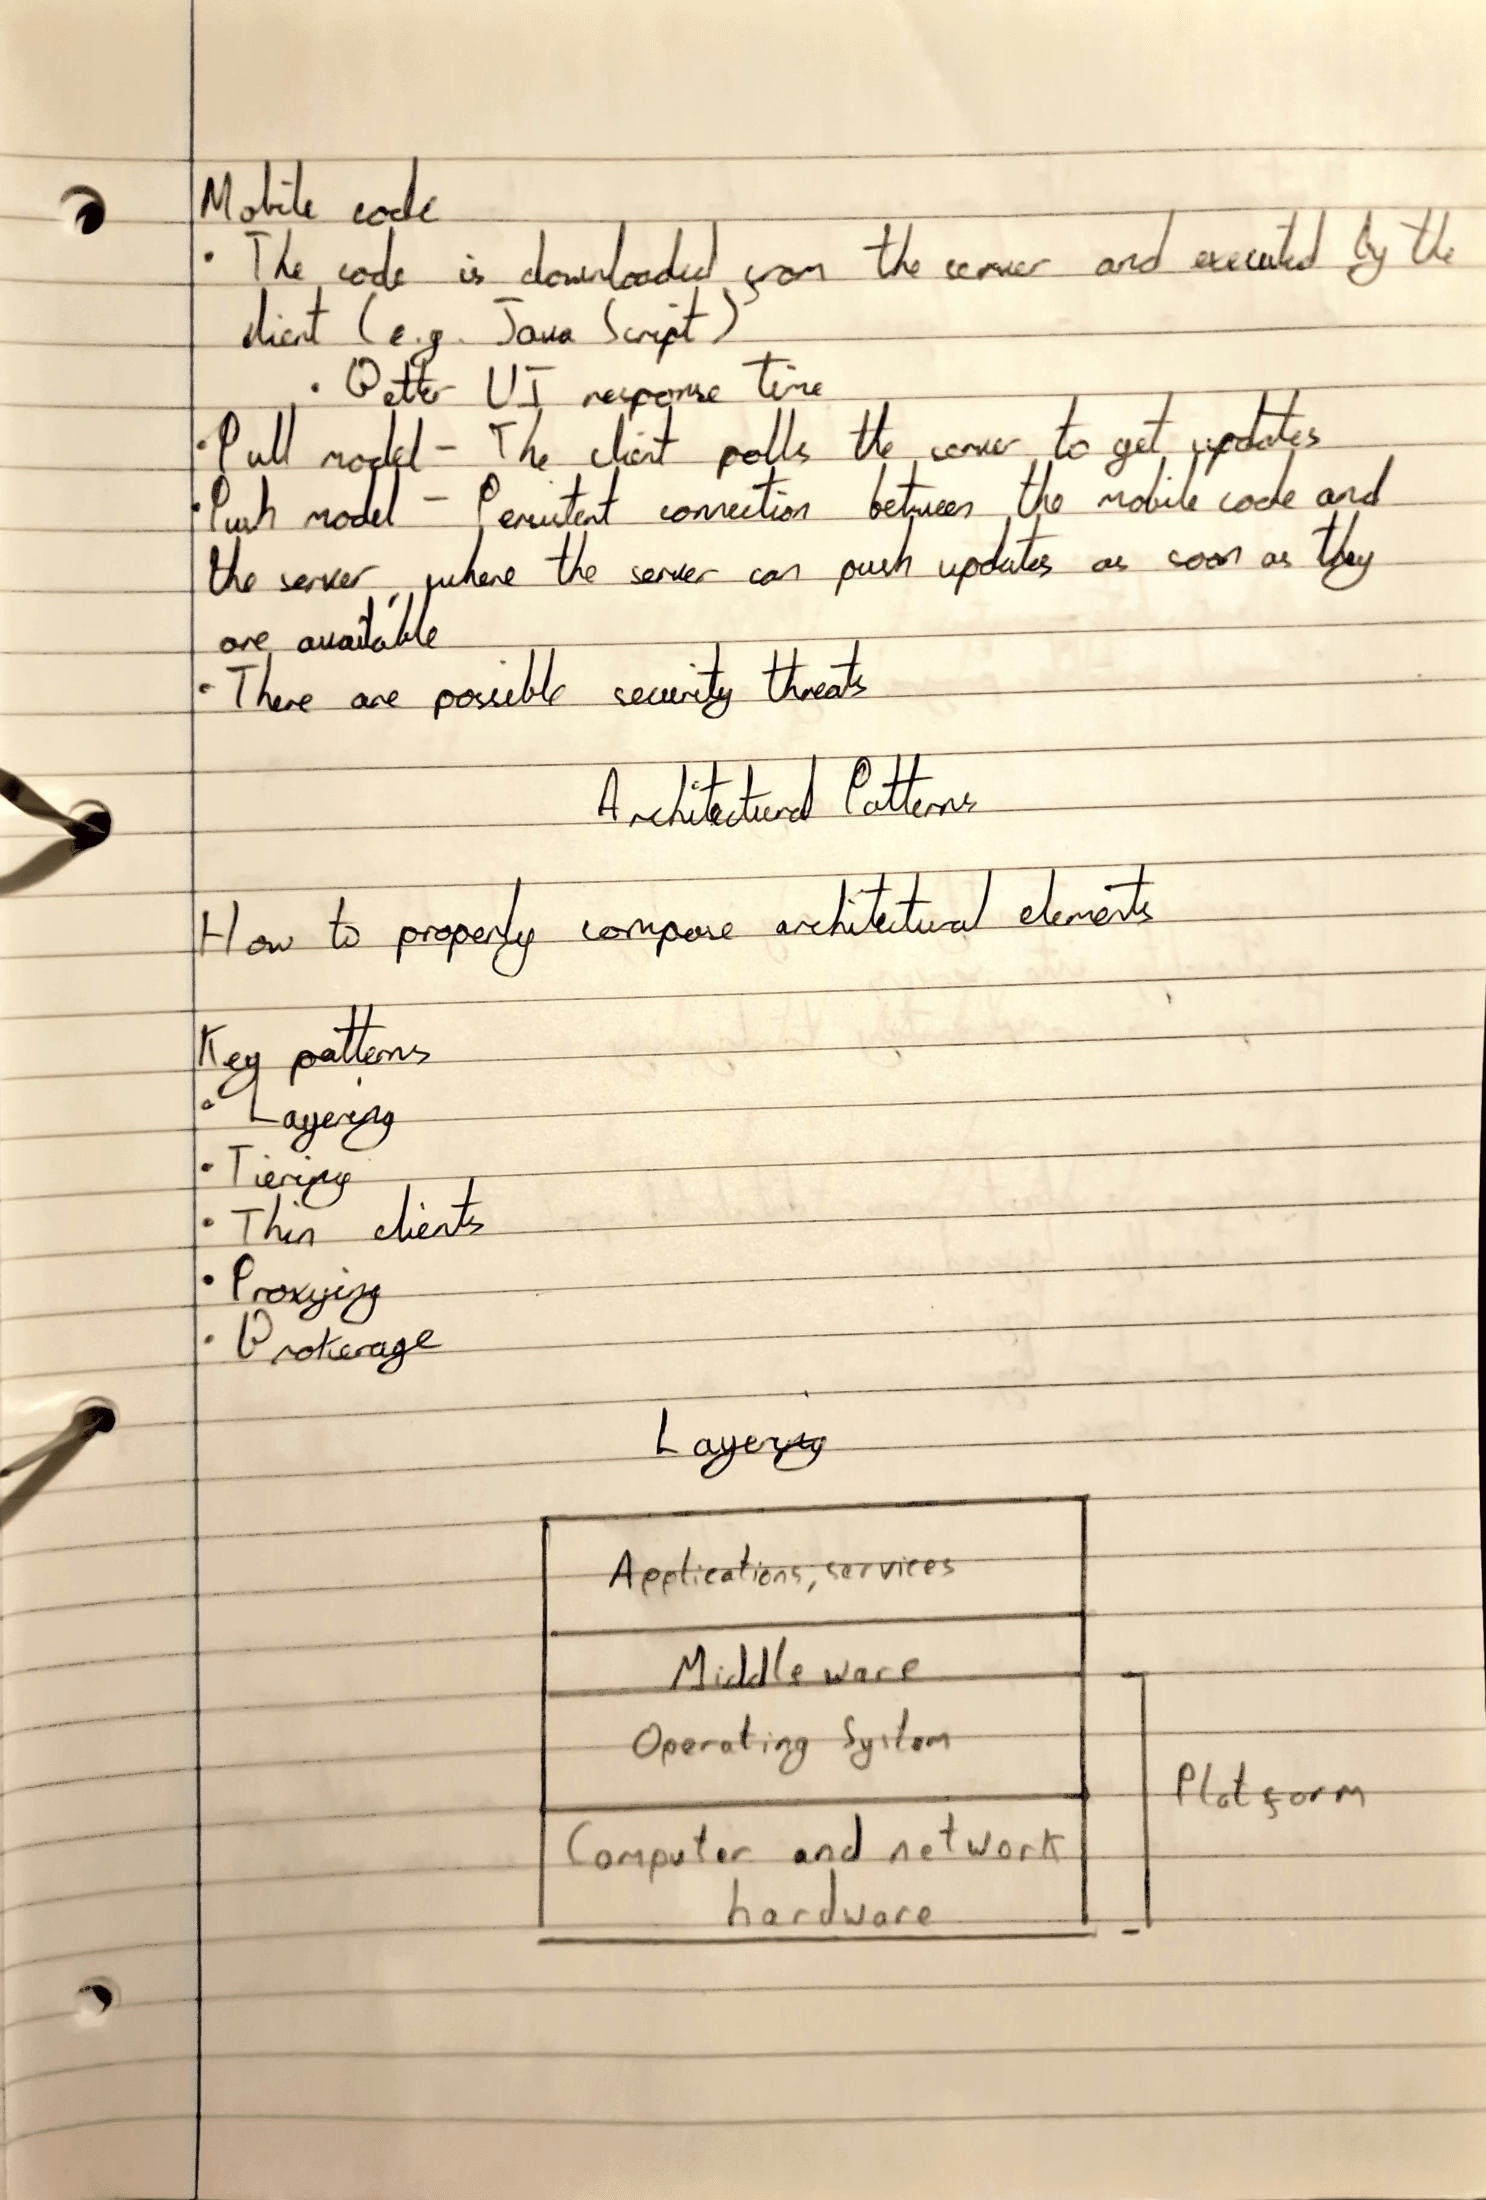 Mobile code
• The code is downloaded from the server and executed by the
client (e.g. Java Script)
• Better UI response time
• Pull model - The client polls the server to get updates
• Push model - Persistent connection between the mobile code and
the server, where the server can push updates as soon as they
are available
• There are possible security threats
Architectural Patterns
How to properly compose architectural elements
Key patterns
• Layering
• Tiering
• Thin clients
• Proxying
• Brokerage
Layering
Applications, services
Middleware
Operating System
Platform
Computer and network
hardware